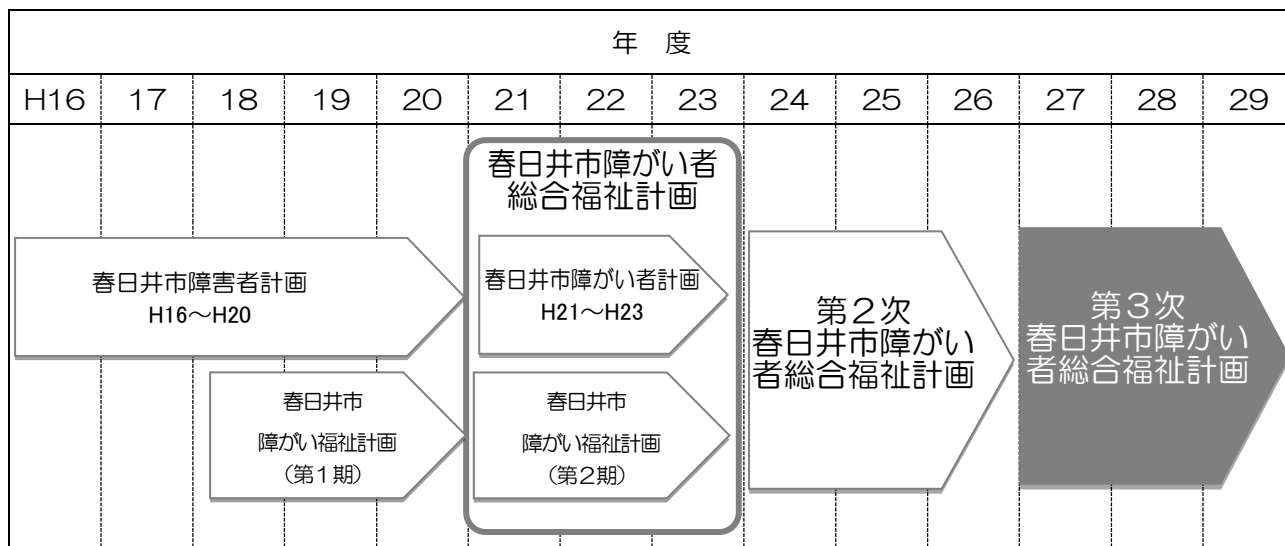 年 度
H16 17 18 19 20 21 22 23 24 25 26 27 28 29
春日井市障がい者
総合福祉計画
春日井市障害者計画
H16～H20
春日井市障がい者計画
H21～H23
第２次
春日井市障がい
者総合福祉計画
第３次
春日井市障がい
者総合福祉計画
春日井市
障がい福祉計画
（第１期）
春日井市
障がい福祉計画
（第２期）